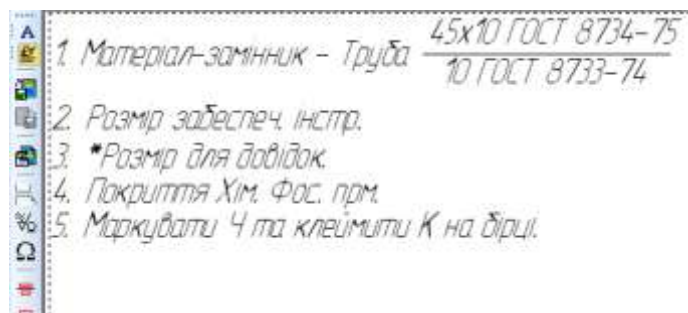 1. Матеріал-замінник - Труба 45х10 ГОСТ 8734-75
10 ГОСТ 8733-74
2. Розмір забеспеч. інстр.
3. *Розмір для довідок.
4. Покриття Хім. Фос. прм.
5. Маркувати Ч та клеймити К на бірці.